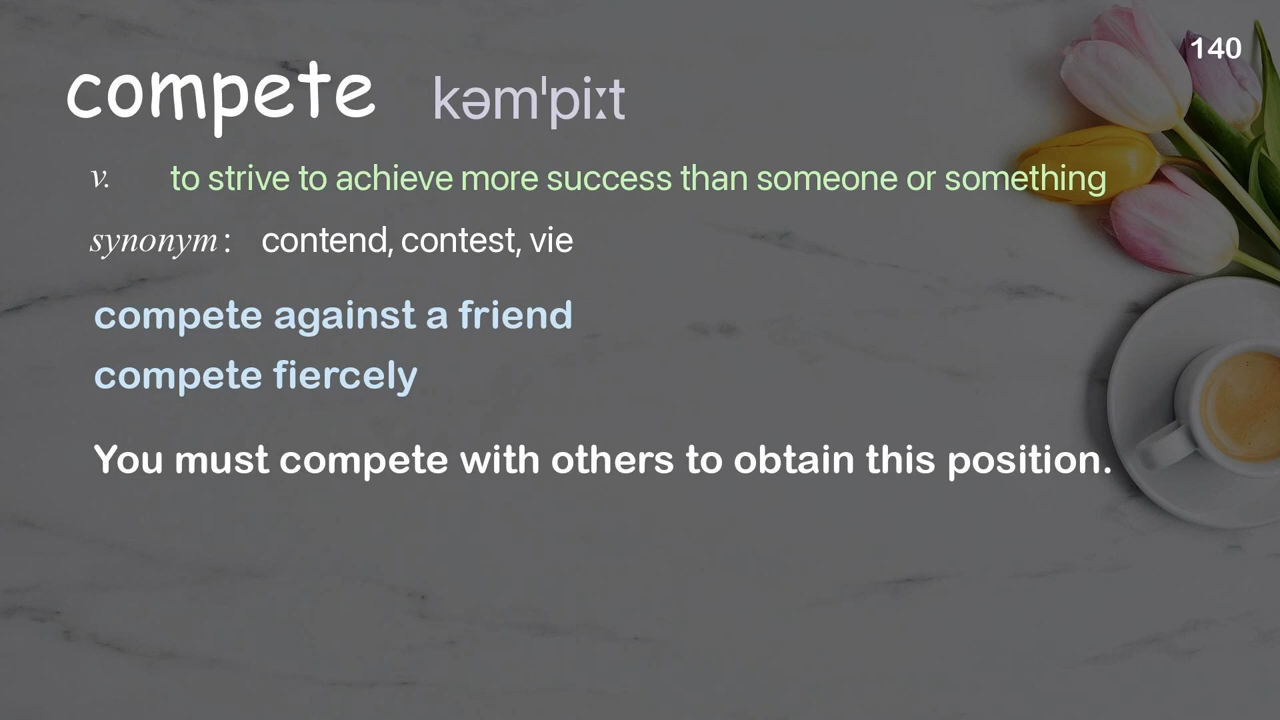 140
compete kəmˈpiːt
v. to strive to achieve more success than someone or something
synonym: contend, contest, vie
compete against a friend
compete fiercely
You must compete with others to obtain this position.